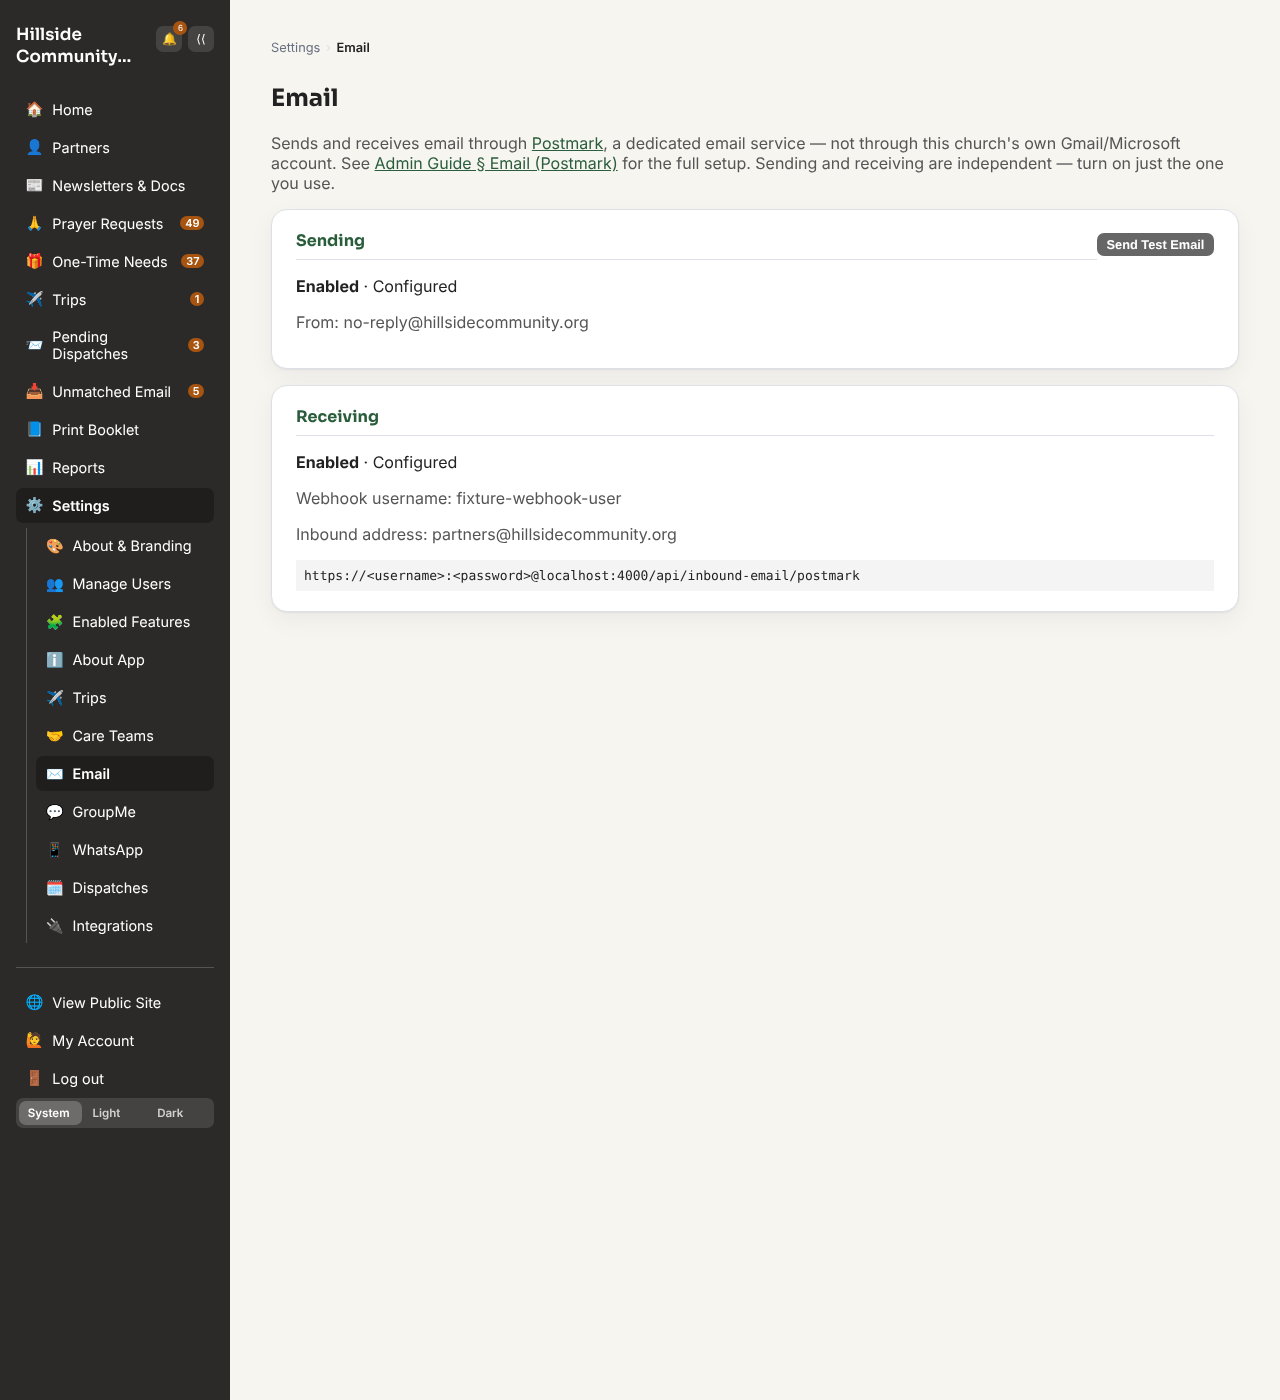 Hillside
Community...
6
⟨⟨
Home
Partners
Newsletters & Docs
Prayer Requests 49
One-Time Needs 37
Trips 1
Pending
Dispatches 3
Unmatched Email 5
Print Booklet
Reports
Settings
About & Branding
Manage Users
Enabled Features
About App
Trips
Care Teams
Email
GroupMe
WhatsApp
Dispatches
Integrations
View Public Site
My Account
Log out
System Light Dark
Settings › Email
Email
Sends and receives email through Postmark, a dedicated email service — not through this church's own Gmail/Microsoft
account. See Admin Guide § Email (Postmark) for the full setup. Sending and receiving are independent — turn on just the one
you use.
Sending
Send Test Email
Enabled · Configured
From: no-reply@hillsidecommunity.org
Receiving
Enabled · Configured
Webhook username: fixture-webhook-user
Inbound address: partners@hillsidecommunity.org
https://<username>:<password>@localhost:4000/api/inbound-email/postmark